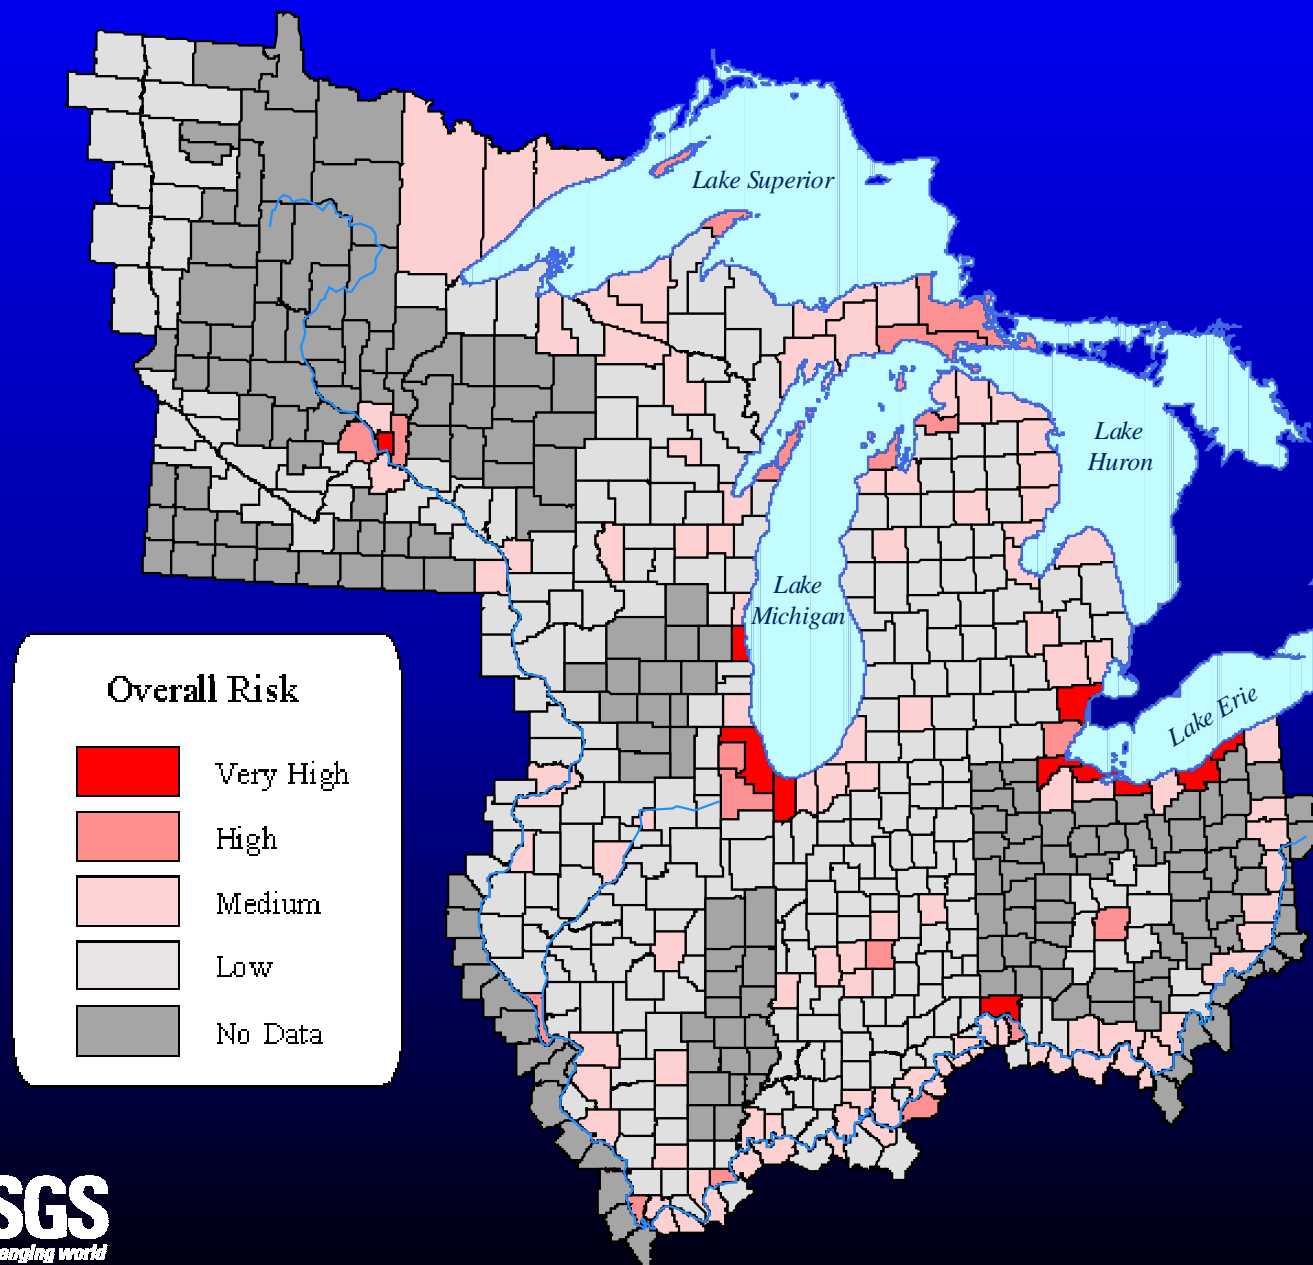 Lake Superior
Lake
Huron
Lake
Michigan
Lake Erie
Overall Risk
Very High
High
Medium
Low
No Data
SGS
anging world